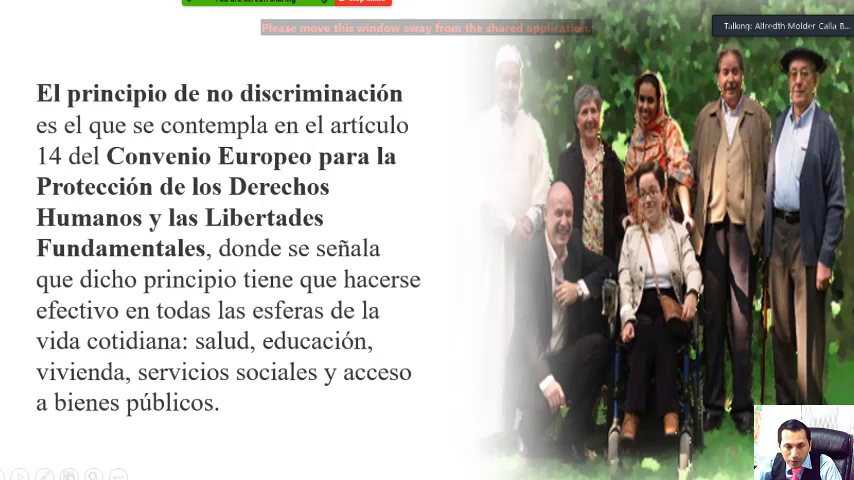 Please move this window away from the shared application.
Talking: Allredth Molder Calla B...
El principio de no discriminación
es el que se contempla en el artículo
14 del Convenio Europeo para la
Protección de los Derechos
Humanos y las Libertades
Fundamentales, donde se señala
que dicho principio tiene que hacerse
efectivo en todas las esferas de la
vida cotidiana: salud, educación,
vivienda, servicios sociales y acceso
a bienes públicos.